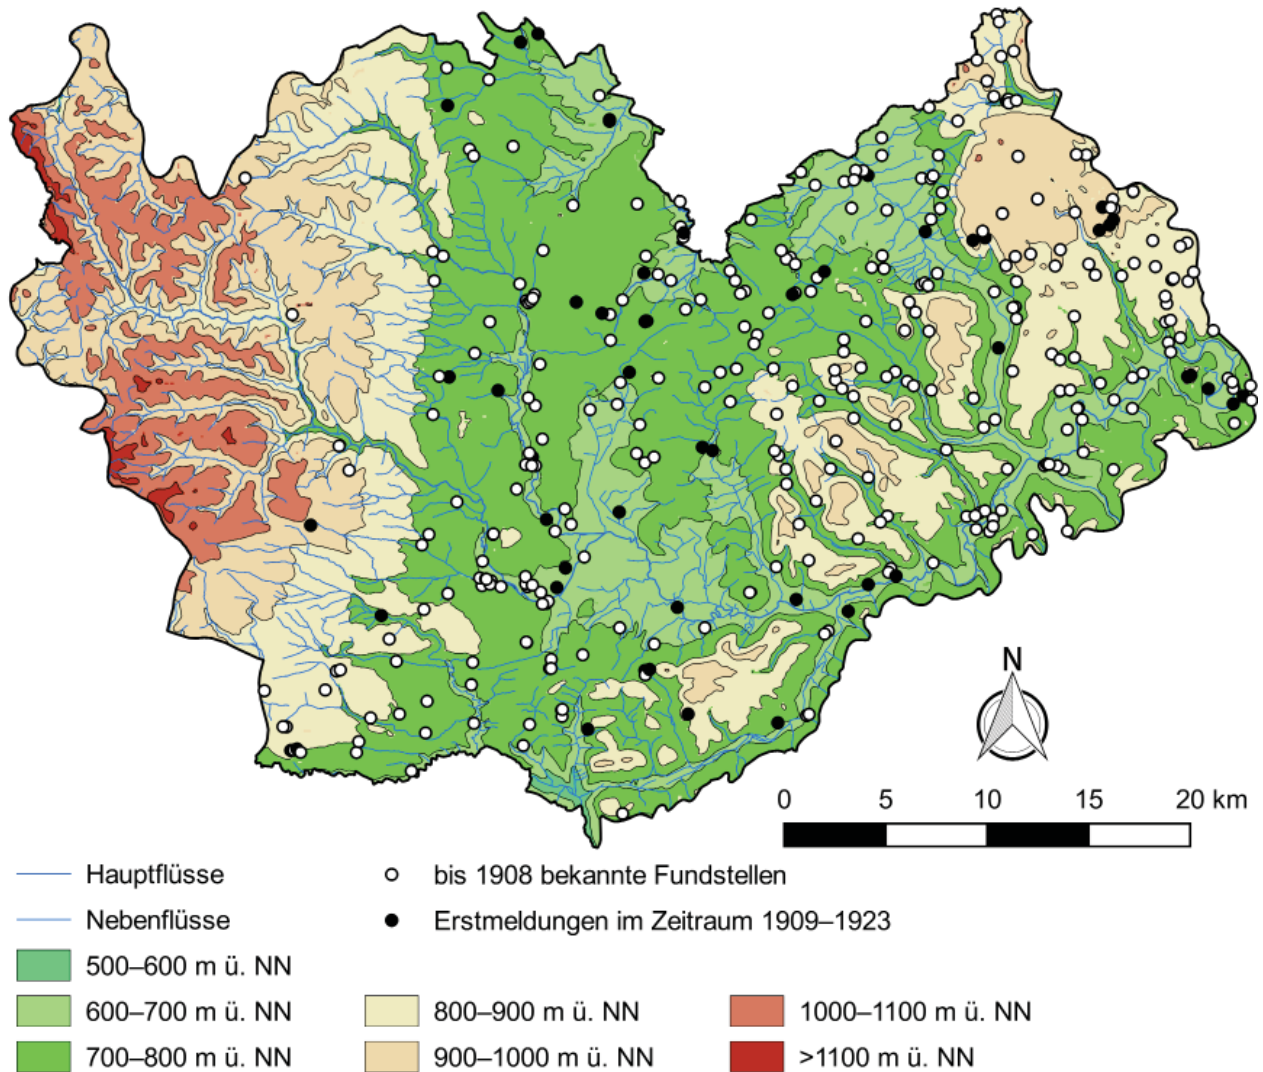 N
0 5 10 15 20 km
Hauptflüsse
bis 1908 bekannte Fundstellen
Nebenflüsse
Erstmeldungen im Zeitraum 1909–1923
500–600 m ü. NN
600–700 m ü. NN
800–900 m ü. NN
1000–1100 m ü. NN
700–800 m ü. NN
900–1000 m ü. NN
>1100 m ü. NN